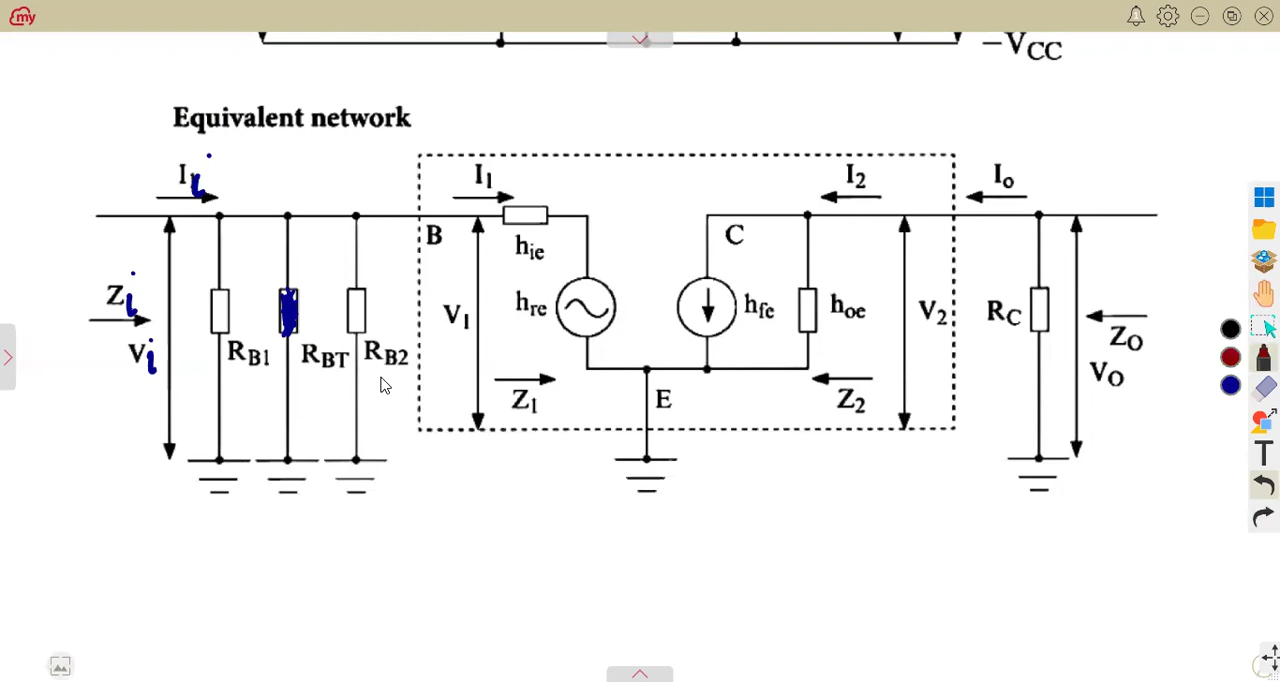 my
−VCC
Equivalent network
Ii I1 I2 Io
B C
hie
Zi hre hfe hoe RC
V1 V2 ZO
Vi RB1 RBT RB2 VO
Z1 E Z2
T